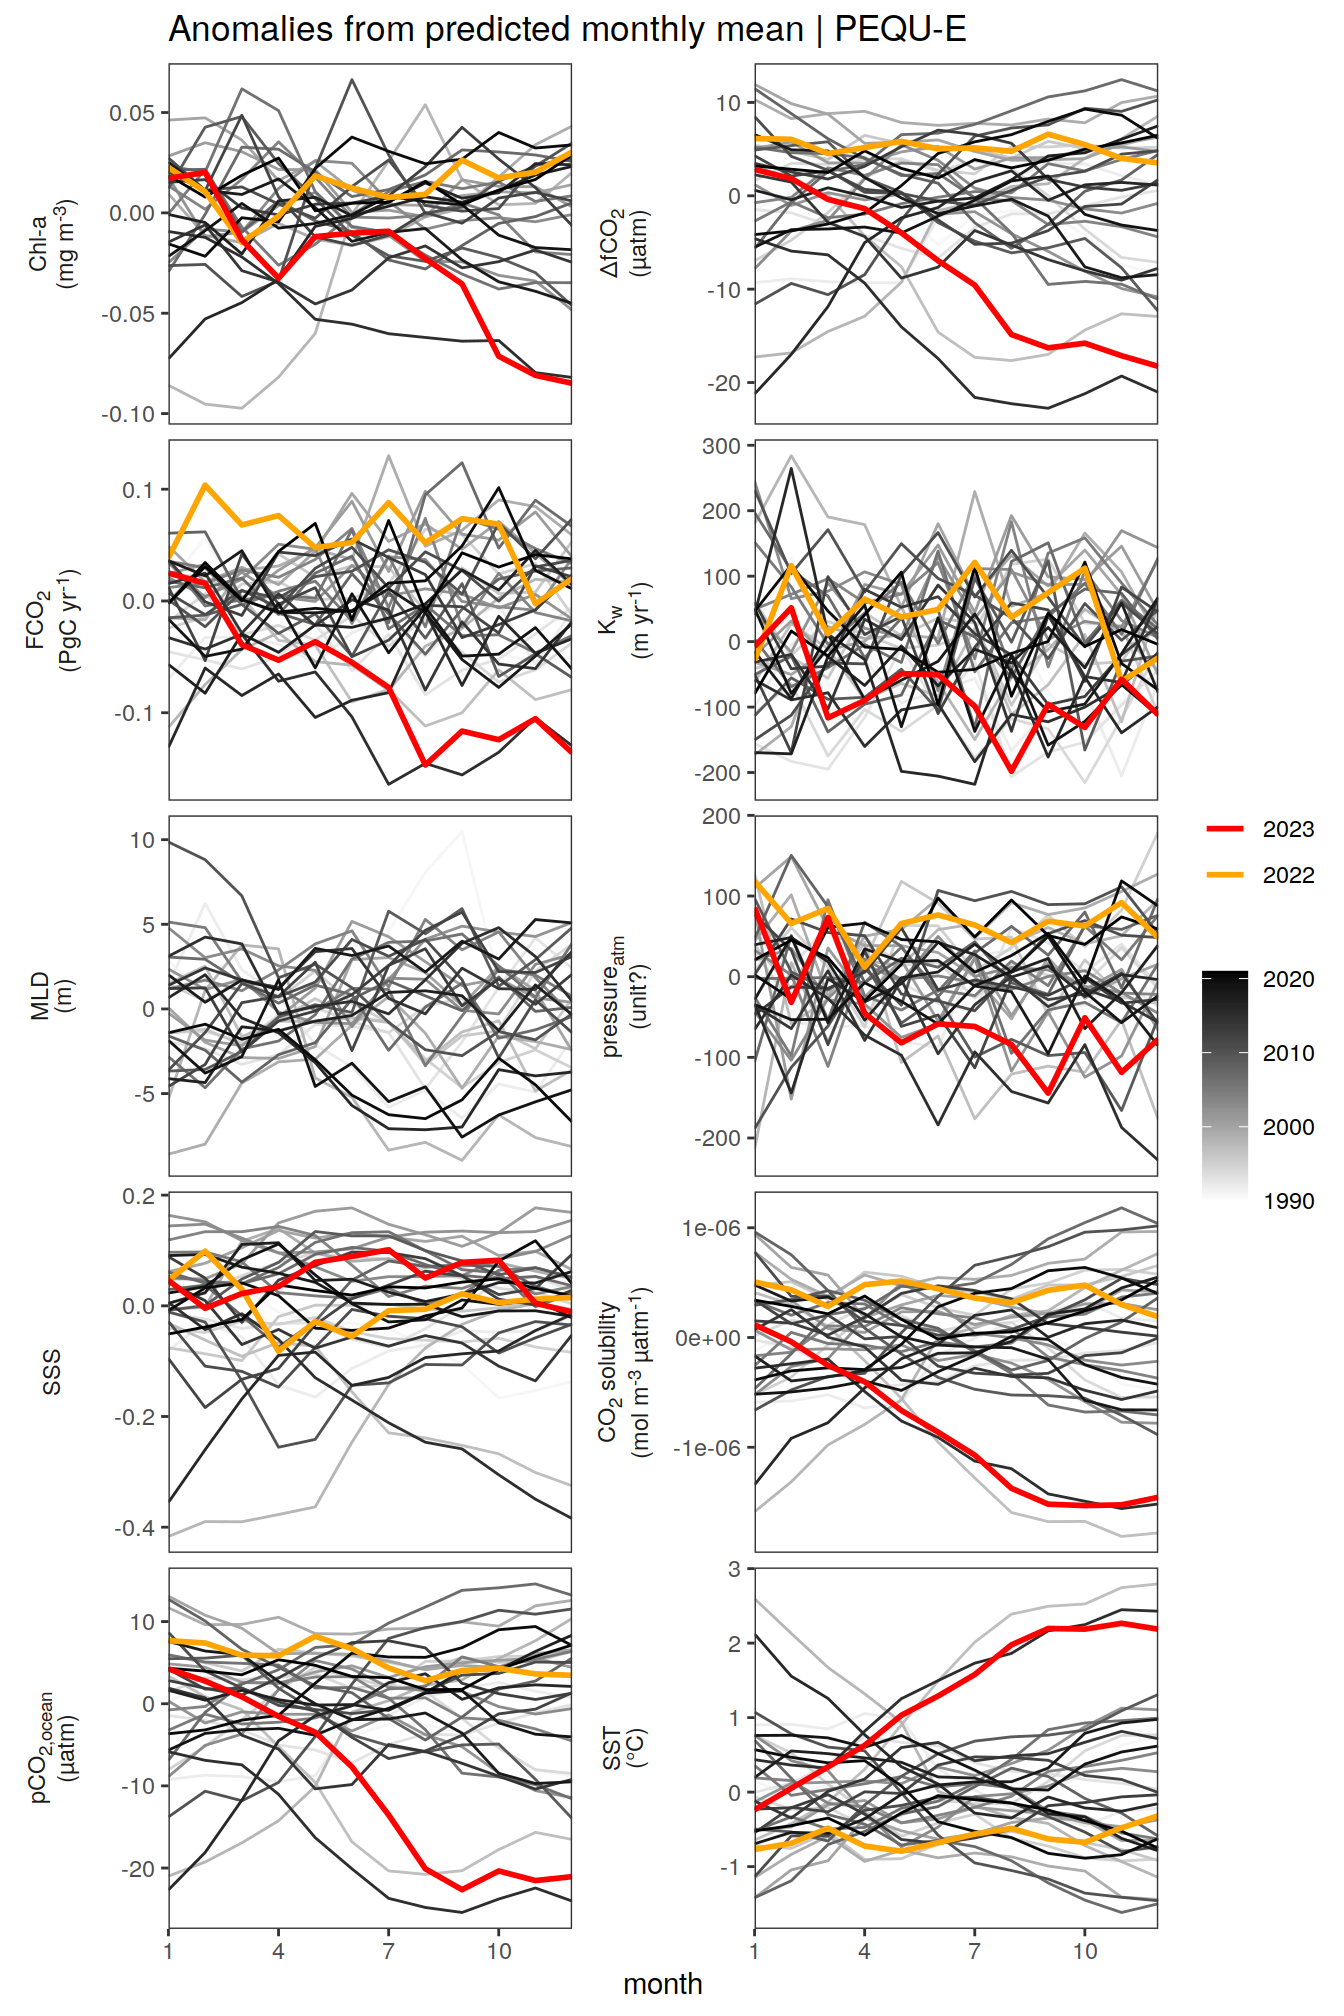 Anomalies from predicted monthly mean | PEQU-E
Chl-a
(mg m-3)
0.05
0.00
-0.05
-0.10
ΔfCO2
(µatm)
10
0
-10
-20
FCO2
(PgC yr-1)
0.1
0.0
-0.1
Kw
(m yr-1)
300
200
100
0
-100
-200
MLD
(m)
10
5
0
-5
pressureatm
(unit?)
200
100
0
-100
-200
SSS
0.2
0.0
-0.2
-0.4
CO2 solubility
(mol m-3 µatm-1)
1e-06
0e+00
-1e-06
pCO2,ocean
(µatm)
10
0
-10
-20
SST
(°C)
3
2
1
0
-1
1 4 7 10
1 4 7 10
month
2023
2022
2020
2010
2000
1990